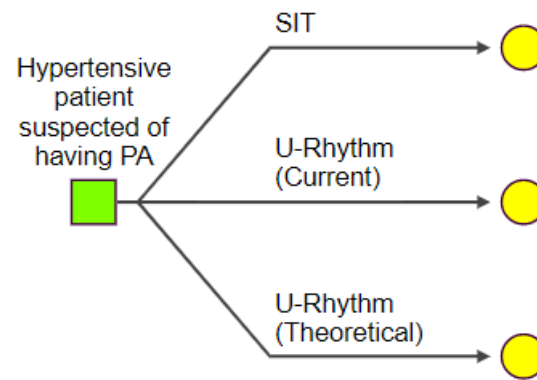 SIT
Hypertensive
patient
suspected of
having PA
U-Rhythm
(Current)
U-Rhythm
(Theoretical)